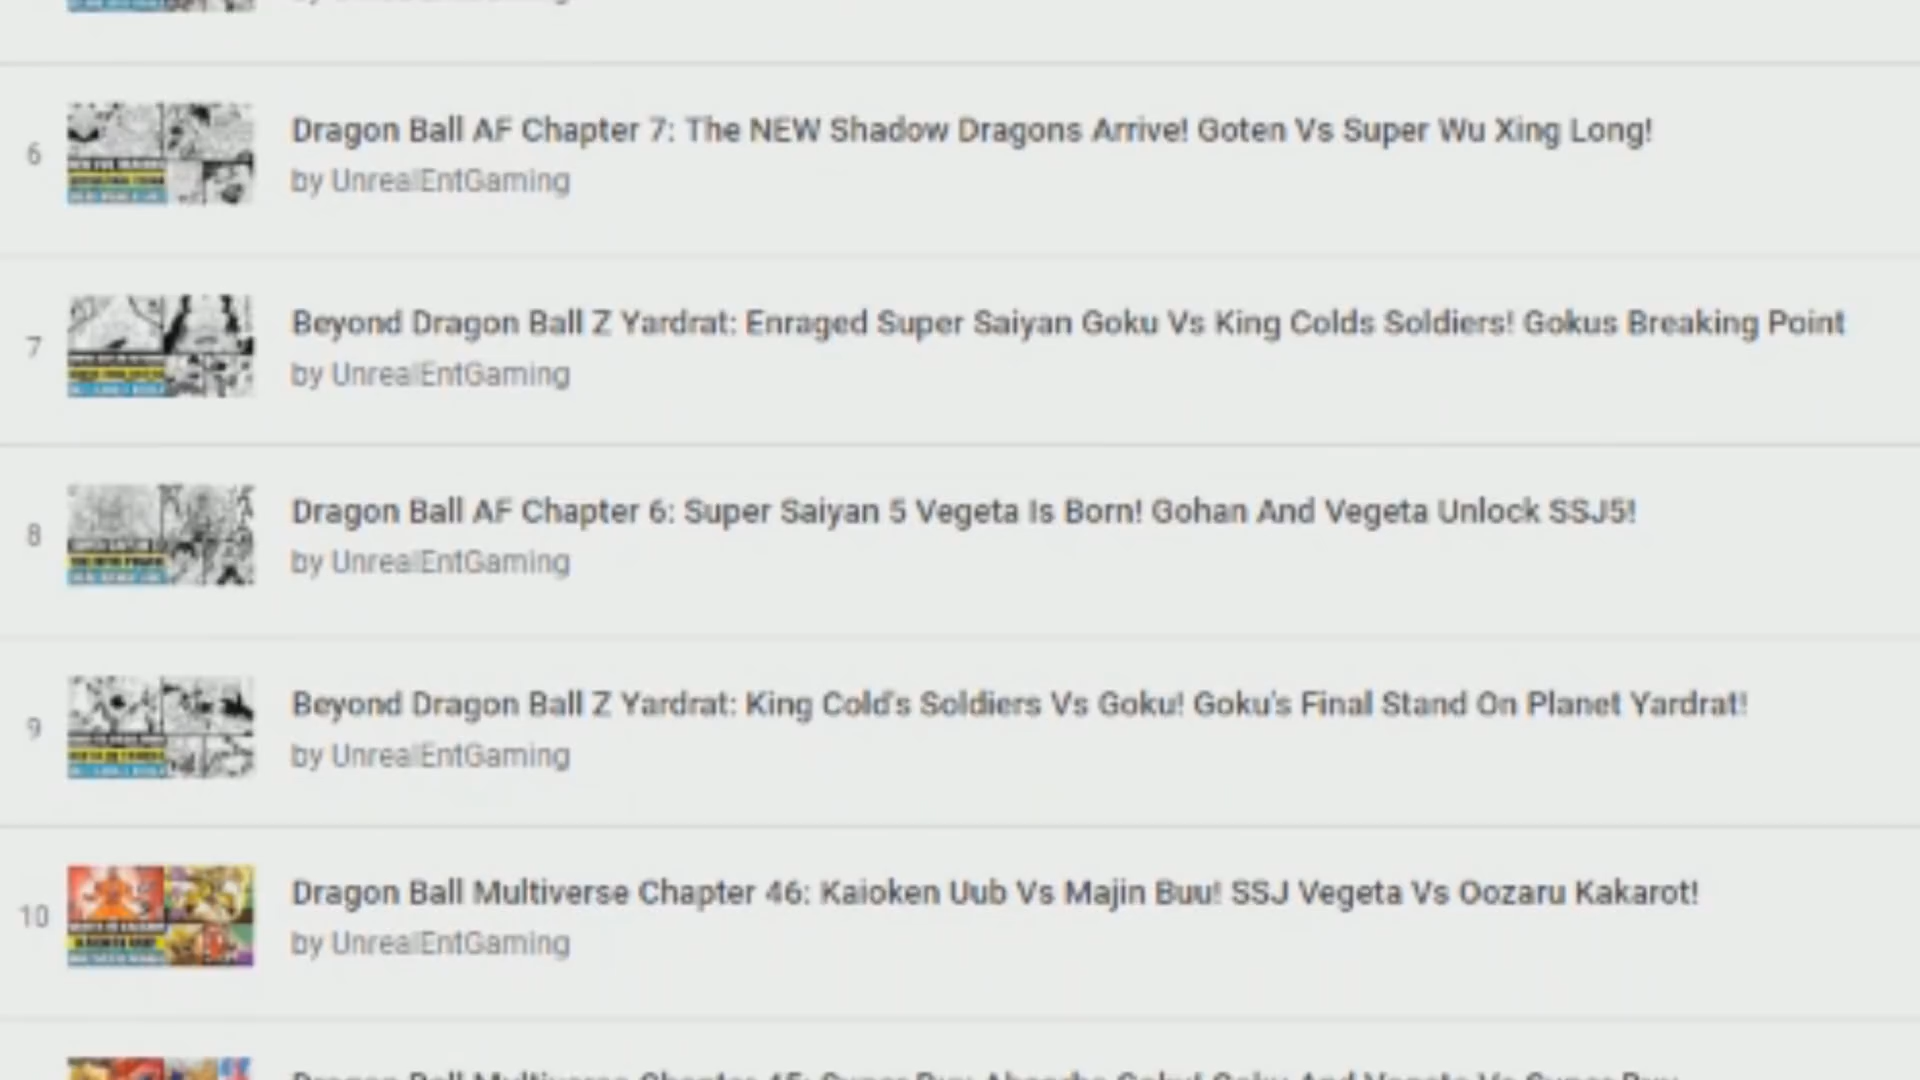 6
Dragon Ball AF Chapter 7: The NEW Shadow Dragons Arrive! Goten Vs Super Wu Xing Long!
by UnrealEntGaming
7
Beyond Dragon Ball Z Yardrat: Enraged Super Saiyan Goku Vs King Colds Soldiers! Gokus Breaking Point
by UnrealEntGaming
8
Dragon Ball AF Chapter 6: Super Saiyan 5 Vegeta Is Born! Gohan And Vegeta Unlock SSJ5!
by UnrealEntGaming
9
Beyond Dragon Ball Z Yardrat: King Cold's Soldiers Vs Goku! Goku's Final Stand On Planet Yardrat!
by UnrealEntGaming
10
Dragon Ball Multiverse Chapter 46: Kaioken Uub Vs Majin Buu! SSJ Vegeta Vs Oozaru Kakarot!
by UnrealEntGaming